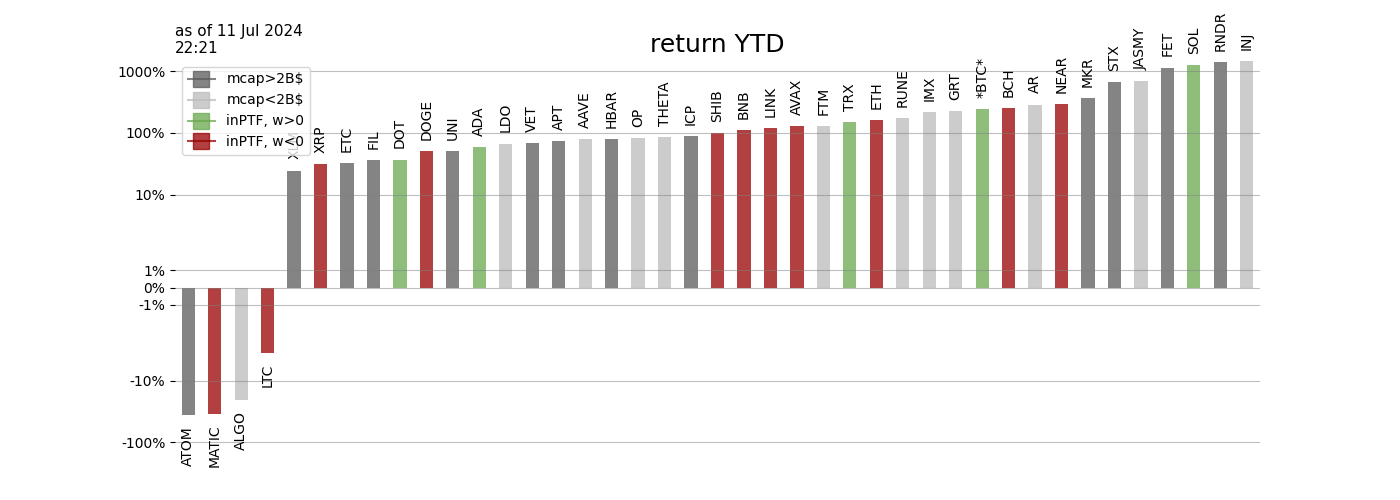 as of 11 Jul 2024
22:21
return YTD
mcap>2B$
mcap<2B$
inPTF, w>0
inPTF, w<0
1000%
100%
10%
1%
0%
-1%
-10%
-100%
ATOM
MATIC
ALGO
LTC
XRP
ETC
FIL
DOT
DOGE
UNI
ADA
LDO
VET
APT
AAVE
HBAR
OP
THETA
ICP
SHIB
BNB
LINK
AVAX
FTM
TRX
ETH
RUNE
IMX
GRT
*BTC*
BCH
AR
NEAR
MKR
STX
JASMY
FET
SOL
RNDR
INJ